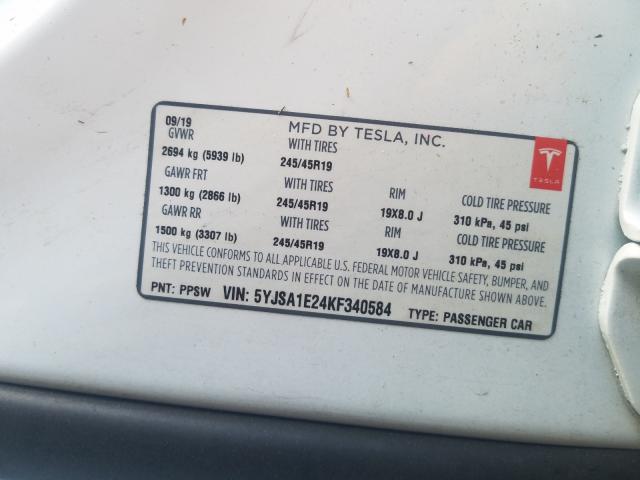 09/19 MFD BY TESLA, INC.
GVWR WITH TIRES
2694 kg (5939 lb) 245/45R19
GAWR FRT WITH TIRES RIM COLD TIRE PRESSURE
1300 kg (2866 lb) 245/45R19 19X8.0 J 310 kPa, 45 psi
GAWR RR WITH TIRES RIM COLD TIRE PRESSURE
1500 kg (3307 lb) 245/45R19 19X8.0 J 310 kPa, 45 psi
THIS VEHICLE CONFORMS TO ALL APPLICABLE U.S. FEDERAL MOTOR VEHICLE SAFETY, BUMPER, AND
THEFT PREVENTION STANDARDS IN EFFECT ON THE DATE OF MANUFACTURE SHOWN ABOVE.
PNT: PPSW VIN: 5YJSA1E24KF340584 TYPE: PASSENGER CAR
TESLA